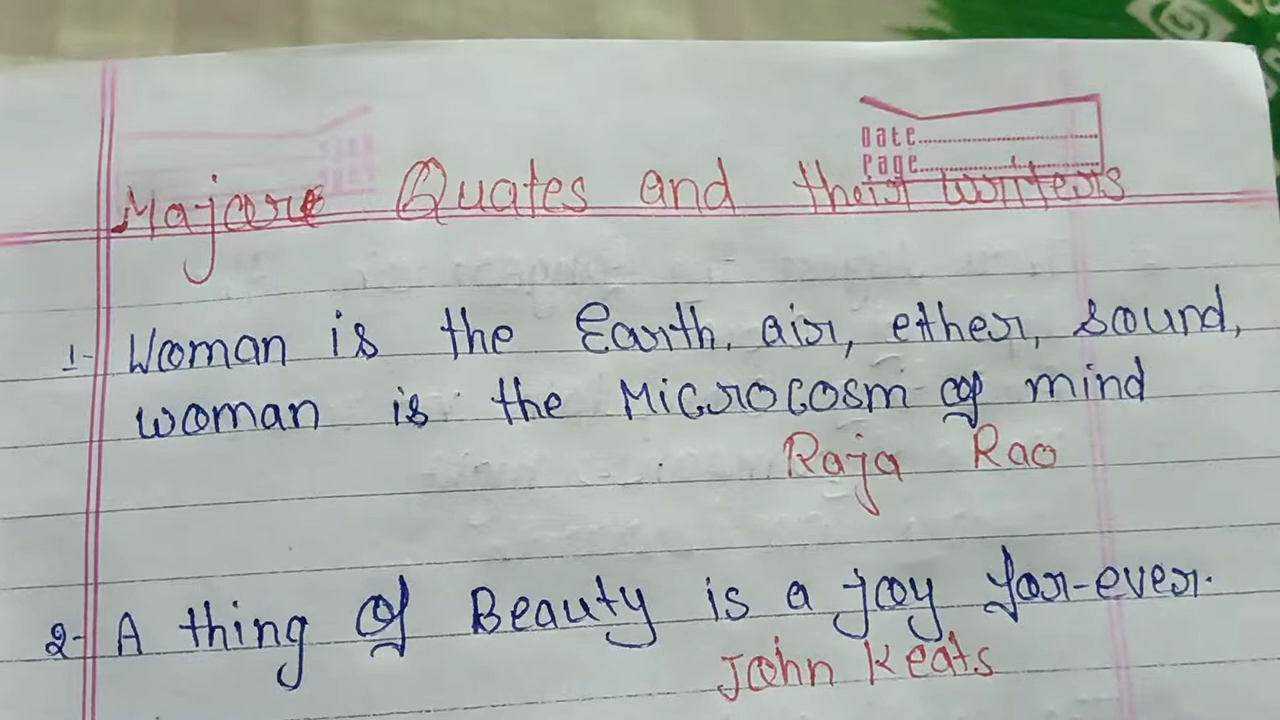 Date
Page
Majore Quates and their writers
1- Woman is the Earth, air, ether, sound,
woman is the Microcosm of mind
Raja Rao
2- A thing Of Beauty is a joy for-ever.
John Keats